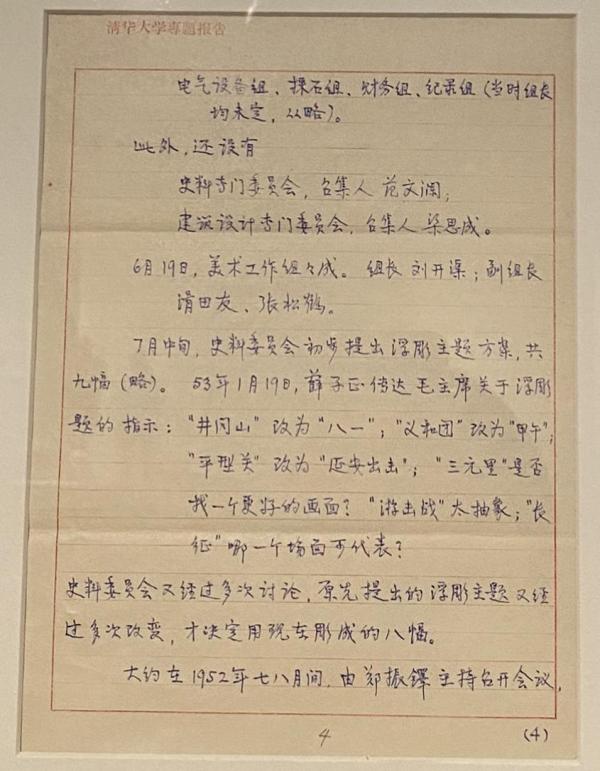 清华大学专题报告
电气设备组、採石组、财务组、纪录组(当时组长
均未定,从略)。
此外,还设有
史料专门委员会,召集人 范文澜;
建筑设计专门委员会,召集人 梁思成。
6月19日,美术工作组々成。组长 刘开渠;副组长
滑田友、张松鹤。
7月中旬,史料委员会初步提出浮彫主题方案,共
九幅(略)。53年1月19日,薛子正传达毛主席关于浮彫
题的指示:"井冈山"改为"八一";"义和团"改为"甲午";
"平型关"改为"延安出击";"三元里"是否
找一个更好的画面?"游击战"太抽象;"长
征"哪一个场面可代表?
史料委员会又经过多次讨论,原先提出的浮彫主题又经
过多次改变,才决定用现在彫成的八幅。
大约在1952年七八月间,由郑振铎主持召开会议,
4
(4)